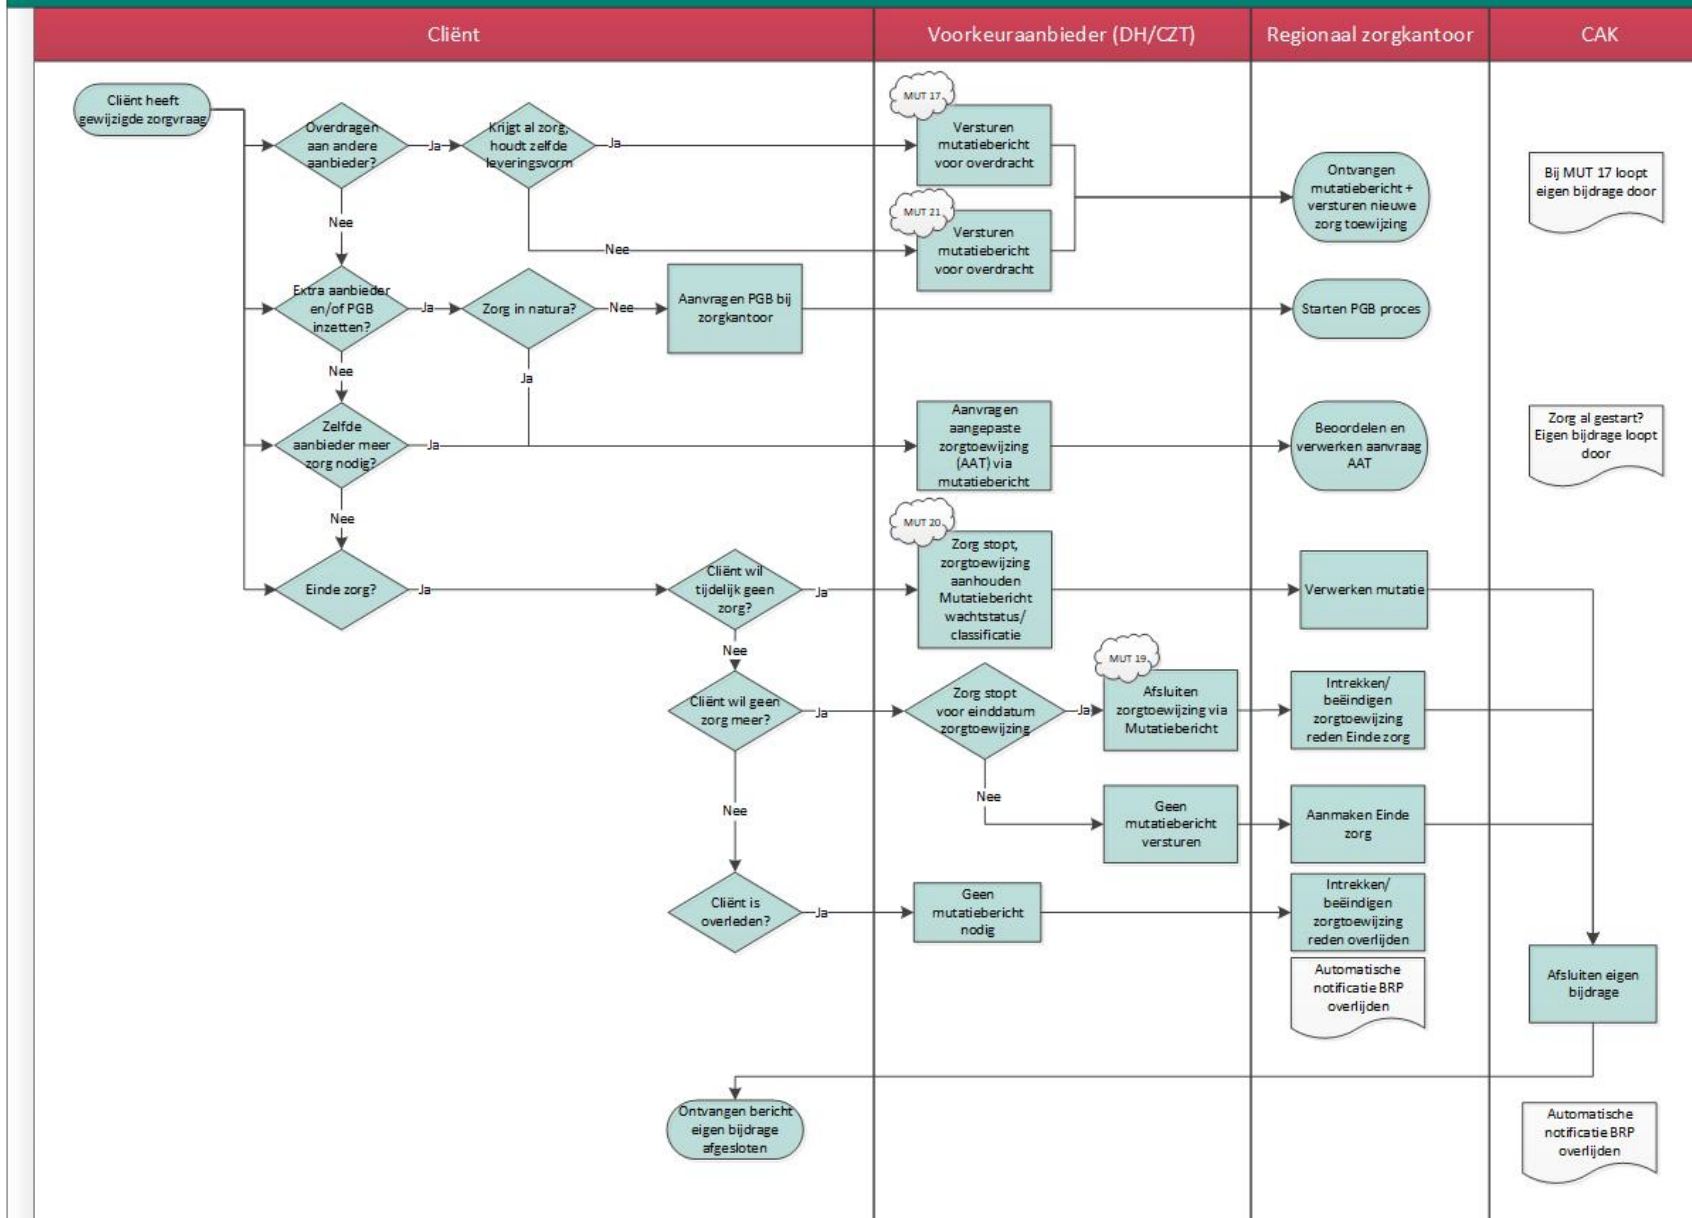 Cliënt
Voorkeuraanbieder (DH/CZT)
Regionaal zorgkantoor
CAK
Cliënt heeft
gewijzigde zorgvraag
Overdragen
aan andere
aanbieder?
Ja
Krijgt al zorg,
houdt zelfde
leveringsvorm
Ja
MUT 17
Versturen
mutatiebericht
voor overdracht
Nee
MUT 21
Versturen
mutatiebericht
voor overdracht
Ontvangen
mutatiebericht +
versturen nieuwe
zorg toewijzing
Bij MUT 17 loopt
eigen bijdrage door
Nee
Extra aanbieder
en/of PGB
inzetten?
Ja
Zorg in natura?
Nee
Aanvragen PGB bij
zorgkantoor
Starten PGB proces
Nee
Ja
Zelfde
aanbieder meer
zorg nodig?
Ja
Aanvragen
aangepaste
zorgtoewijzing
(AAT) via
mutatiebericht
Beoordelen en
verwerken aanvraag
AAT
Zorg al gestart?
Eigen bijdrage loopt
door
Nee
Einde zorg?
Ja
Cliënt wil
tijdelijk geen
zorg?
Ja
MUT 20
Zorg stopt,
zorgtoewijzing
aanhouden
Mutatiebericht
wachtstatus/
classificatie
Verwerken mutatie
Nee
Cliënt wil geen
zorg meer?
Ja
Zorg stopt
voor einddatum
zorgtoewijzing
Ja
MUT 19
Afsluiten
zorgtoewijzing via
Mutatiebericht
Intrekken/
beëindigen
zorgtoewijzing
reden Einde zorg
Nee
Nee
Geen
mutatiebericht
versturen
Aanmaken Einde
zorg
Cliënt is
overleden?
Ja
Geen
mutatiebericht
nodig
Intrekken/
beëindigen
zorgtoewijzing
reden overlijden
Automatische
notificatie BRP
overlijden
Afsluiten eigen
bijdrage
Ontvangen bericht
eigen bijdrage
afgesloten
Automatische
notificatie BRP
overlijden